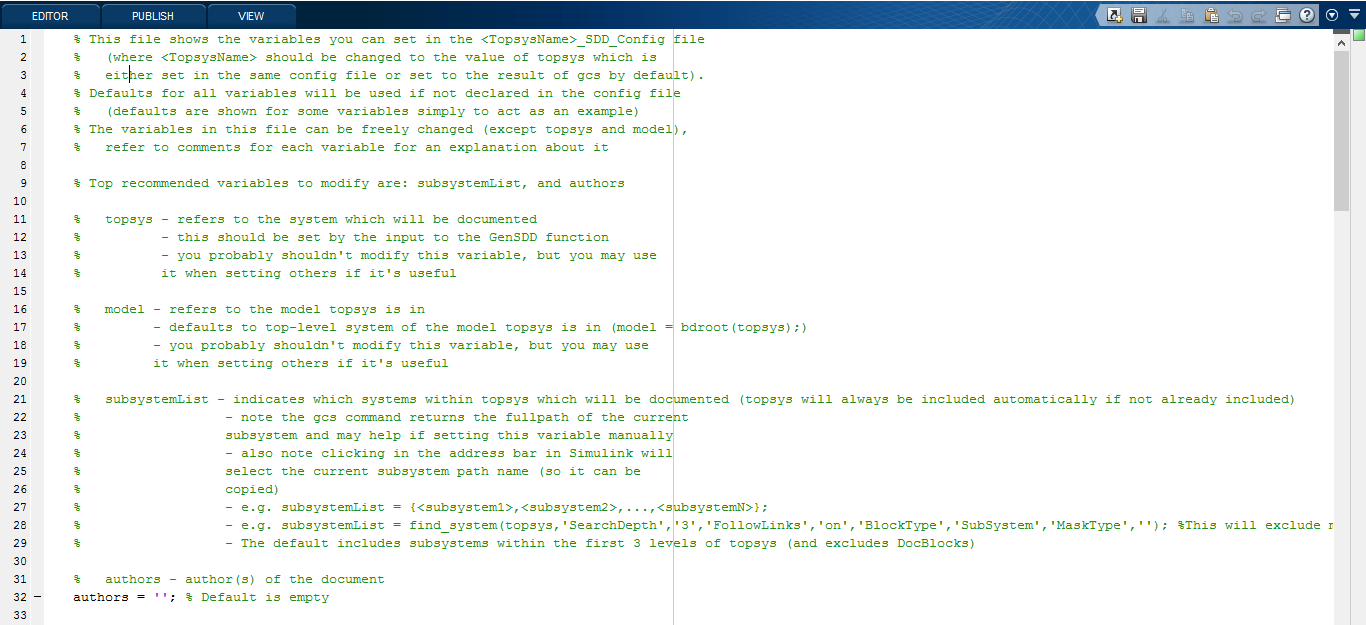 EDITOR PUBLISH VIEW
1 % This file shows the variables you can set in the <TopsysName>_SDD_Config file
2 % (where <TopsysName> should be changed to the value of topsys which is
3 % either set in the same config file or set to the result of gcs by default).
4 % Defaults for all variables will be used if not declared in the config file
5 % (defaults are shown for some variables simply to act as an example)
6 % The variables in this file can be freely changed (except topsys and model),
7 % refer to comments for each variable for an explanation about it
8
9 % Top recommended variables to modify are: subsystemList, and authors
10
11 % topsys - refers to the system which will be documented
12 % - this should be set by the input to the GenSDD function
13 % - you probably shouldn't modify this variable, but you may use
14 % it when setting others if it's useful
15
16 % model - refers to the model topsys is in
17 % - defaults to top-level system of the model topsys is in (model = bdroot(topsys);)
18 % - you probably shouldn't modify this variable, but you may use
19 % it when setting others if it's useful
20
21 % subsystemList - indicates which systems within topsys which will be documented (topsys will always be included automatically if not already included)
22 % - note the gcs command returns the fullpath of the current
23 % subsystem and may help if setting this variable manually
24 % - also note clicking in the address bar in Simulink will
25 % select the current subsystem path name (so it can be
26 % copied)
27 % - e.g. subsystemList = {<subsystem1>,<subsystem2>,...,<subsystemN>};
28 % - e.g. subsystemList = find_system(topsys,'SearchDepth','3','FollowLinks','on','BlockType','SubSystem','MaskType',''); %This will exclude
29 % - The default includes subsystems within the first 3 levels of topsys (and excludes DocBlocks)
30
31 % authors - author(s) of the document
32 - authors = ''; % Default is empty
33